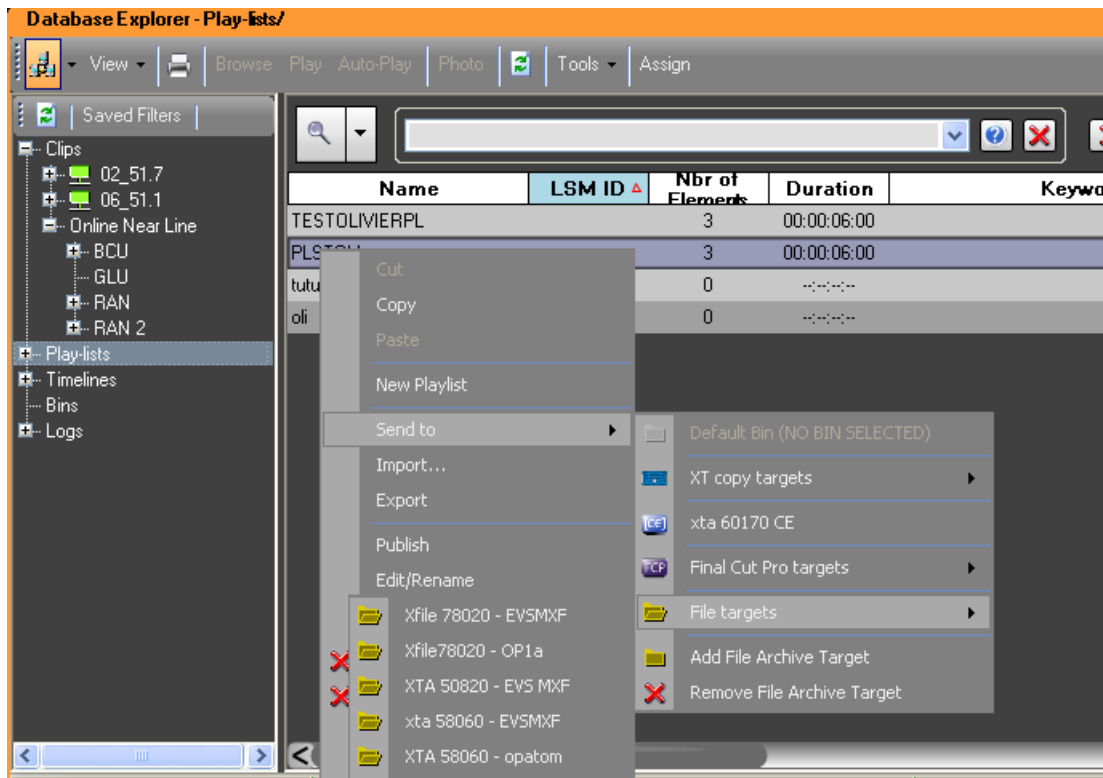 Database Explorer - Play-lists/
View Browse Play Auto-Play Photo Tools Assign
Saved Filters
Clips
02_51.7
06_51.1
Online Near Line
BCU
GLU
RAN
RAN 2
Play-lists
Timelines
Bins
Logs
Name LSM ID Nbr of Elements Duration Keywo
TESTOLIVIERPL 3 00:00:06:00
PLSTOLI 3 00:00:06:00
tutu 0 --:--:--:--
oli 0 --:--:--:--
Cut
Copy
Paste
New Playlist
Send to
Import...
Export
Publish
Edit/Rename
Default Bin (NO BIN SELECTED)
XT copy targets
[CE] xta 60170 CE
FCP Final Cut Pro targets
File targets
Add File Archive Target
Remove File Archive Target
Xfile 78020 - EVSMXF
Xfile78020 - OP1a
XTA 50820 - EVS MXF
xta 58060 - EVSMXF
XTA 58060 - opatom